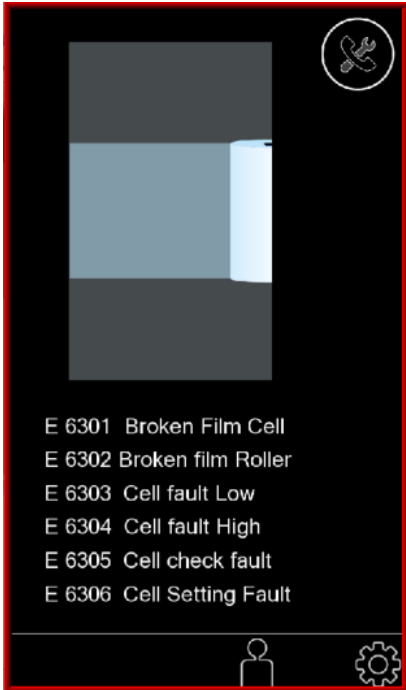 E 6301 Broken Film Cell
E 6302 Broken film Roller
E 6303 Cell fault Low
E 6304 Cell fault High
E 6305 Cell check fault
E 6306 Cell Setting Fault